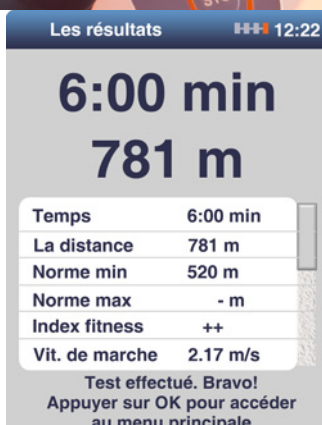 Les résultats 12:22
6:00 min
781 m
Temps 6:00 min
La distance 781 m
Norme min 520 m
Norme max - m
Index fitness ++
Vit. de marche 2.17 m/s
Test effectué. Bravo!
Appuyer sur OK pour accéder
au menu principale